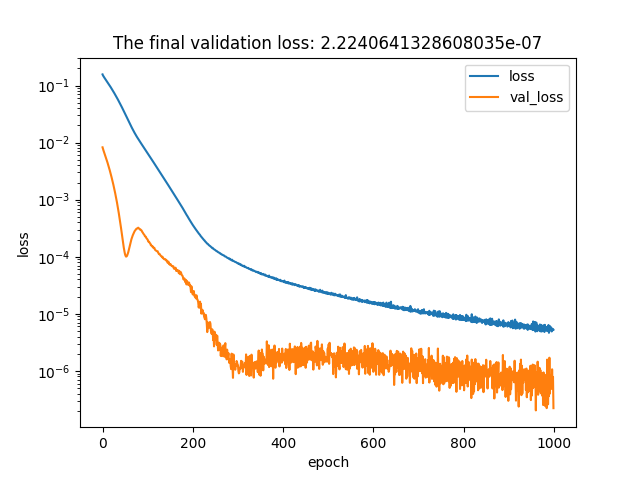 The final validation loss: 2.2240641328608035e-07
loss
val_loss
10⁻¹
10⁻²
10⁻³
10⁻⁴
10⁻⁵
10⁻⁶
loss
0 200 400 600 800 1000
epoch